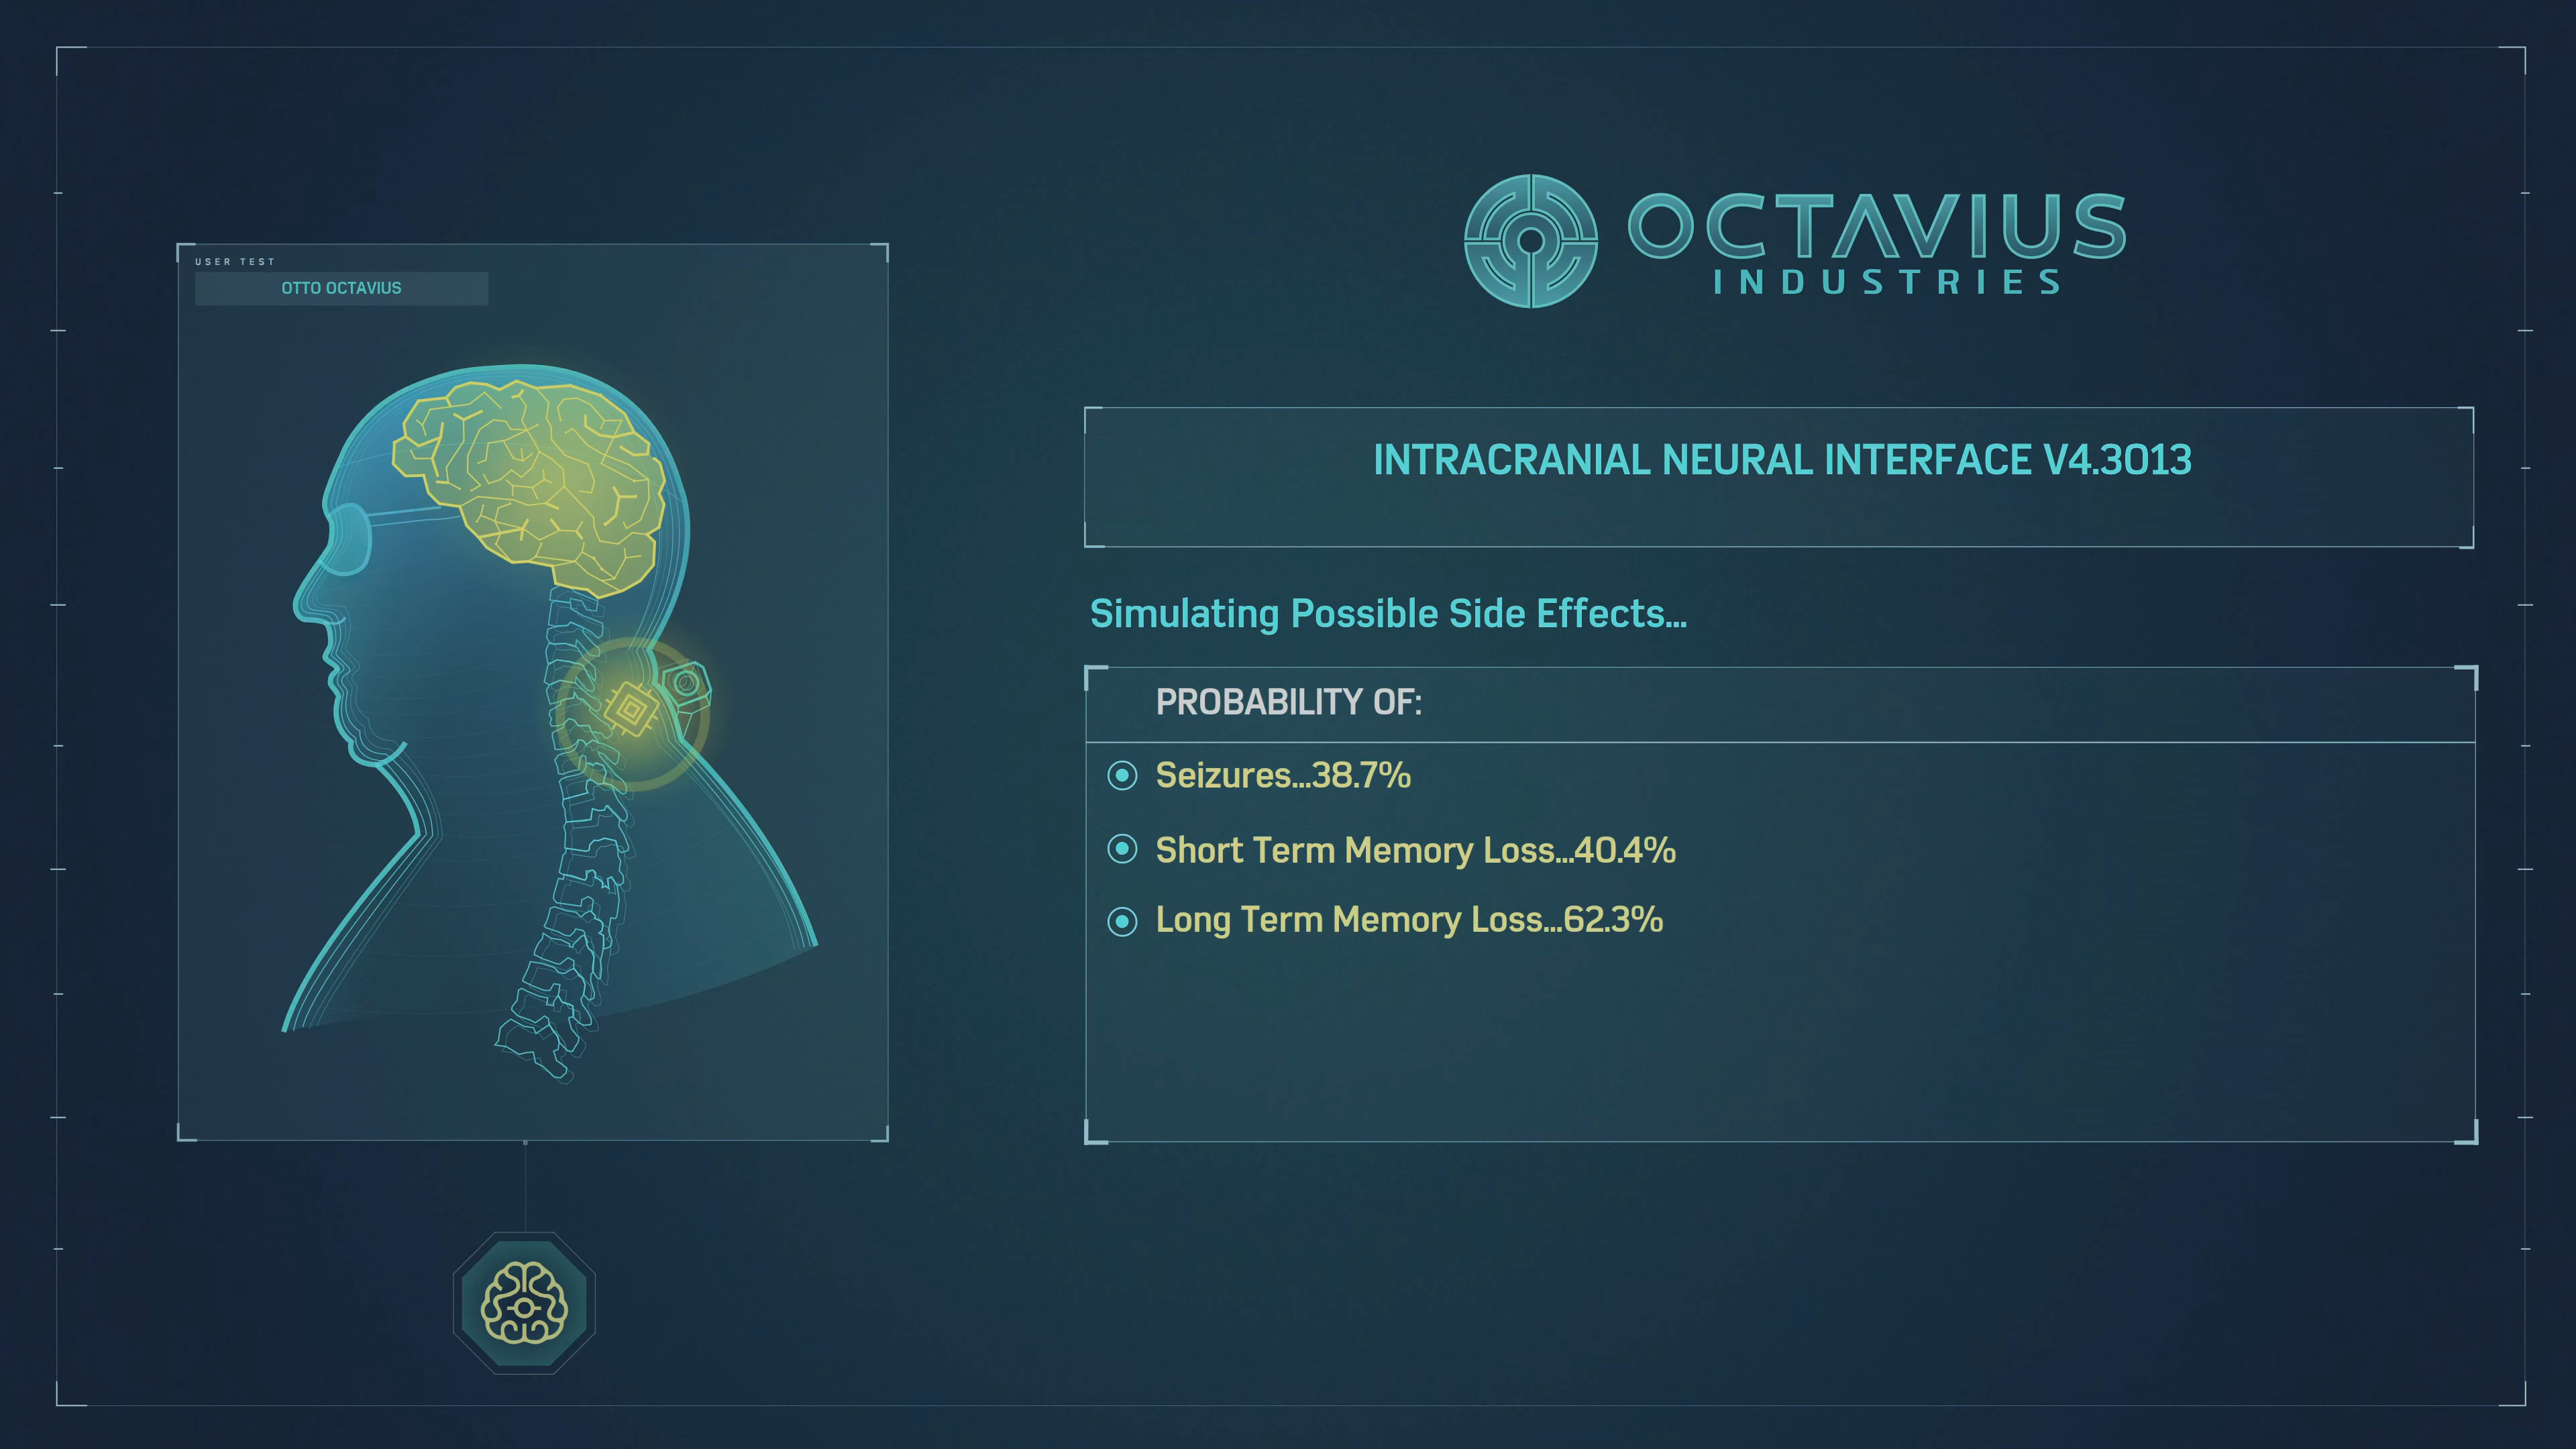 USER TEST
OTTO OCTAVIUS
OCTAVIUS
INDUSTRIES
INTRACRANIAL NEURAL INTERFACE V4.3013
Simulating Possible Side Effects...
PROBABILITY OF:
Seizures...38.7%
Short Term Memory Loss...40.4%
Long Term Memory Loss...62.3%